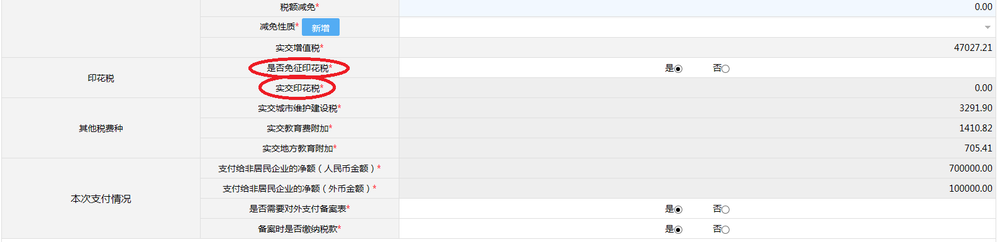 税额减免* 0.00
减免性质* 新增
实交增值税* 47027.21
印花税
是否免征印花税* 是 否
实交印花税* 0.00
其他税费种
实交城市维护建设税* 3291.90
实交教育费附加* 1410.82
实交地方教育附加* 705.41
本次支付情况
支付给非居民企业的净额（人民币金额）* 700000.00
支付给非居民企业的净额（外币金额）* 100000.00
是否需要对外支付备案表* 是 否
备案时是否缴纳税款* 是 否